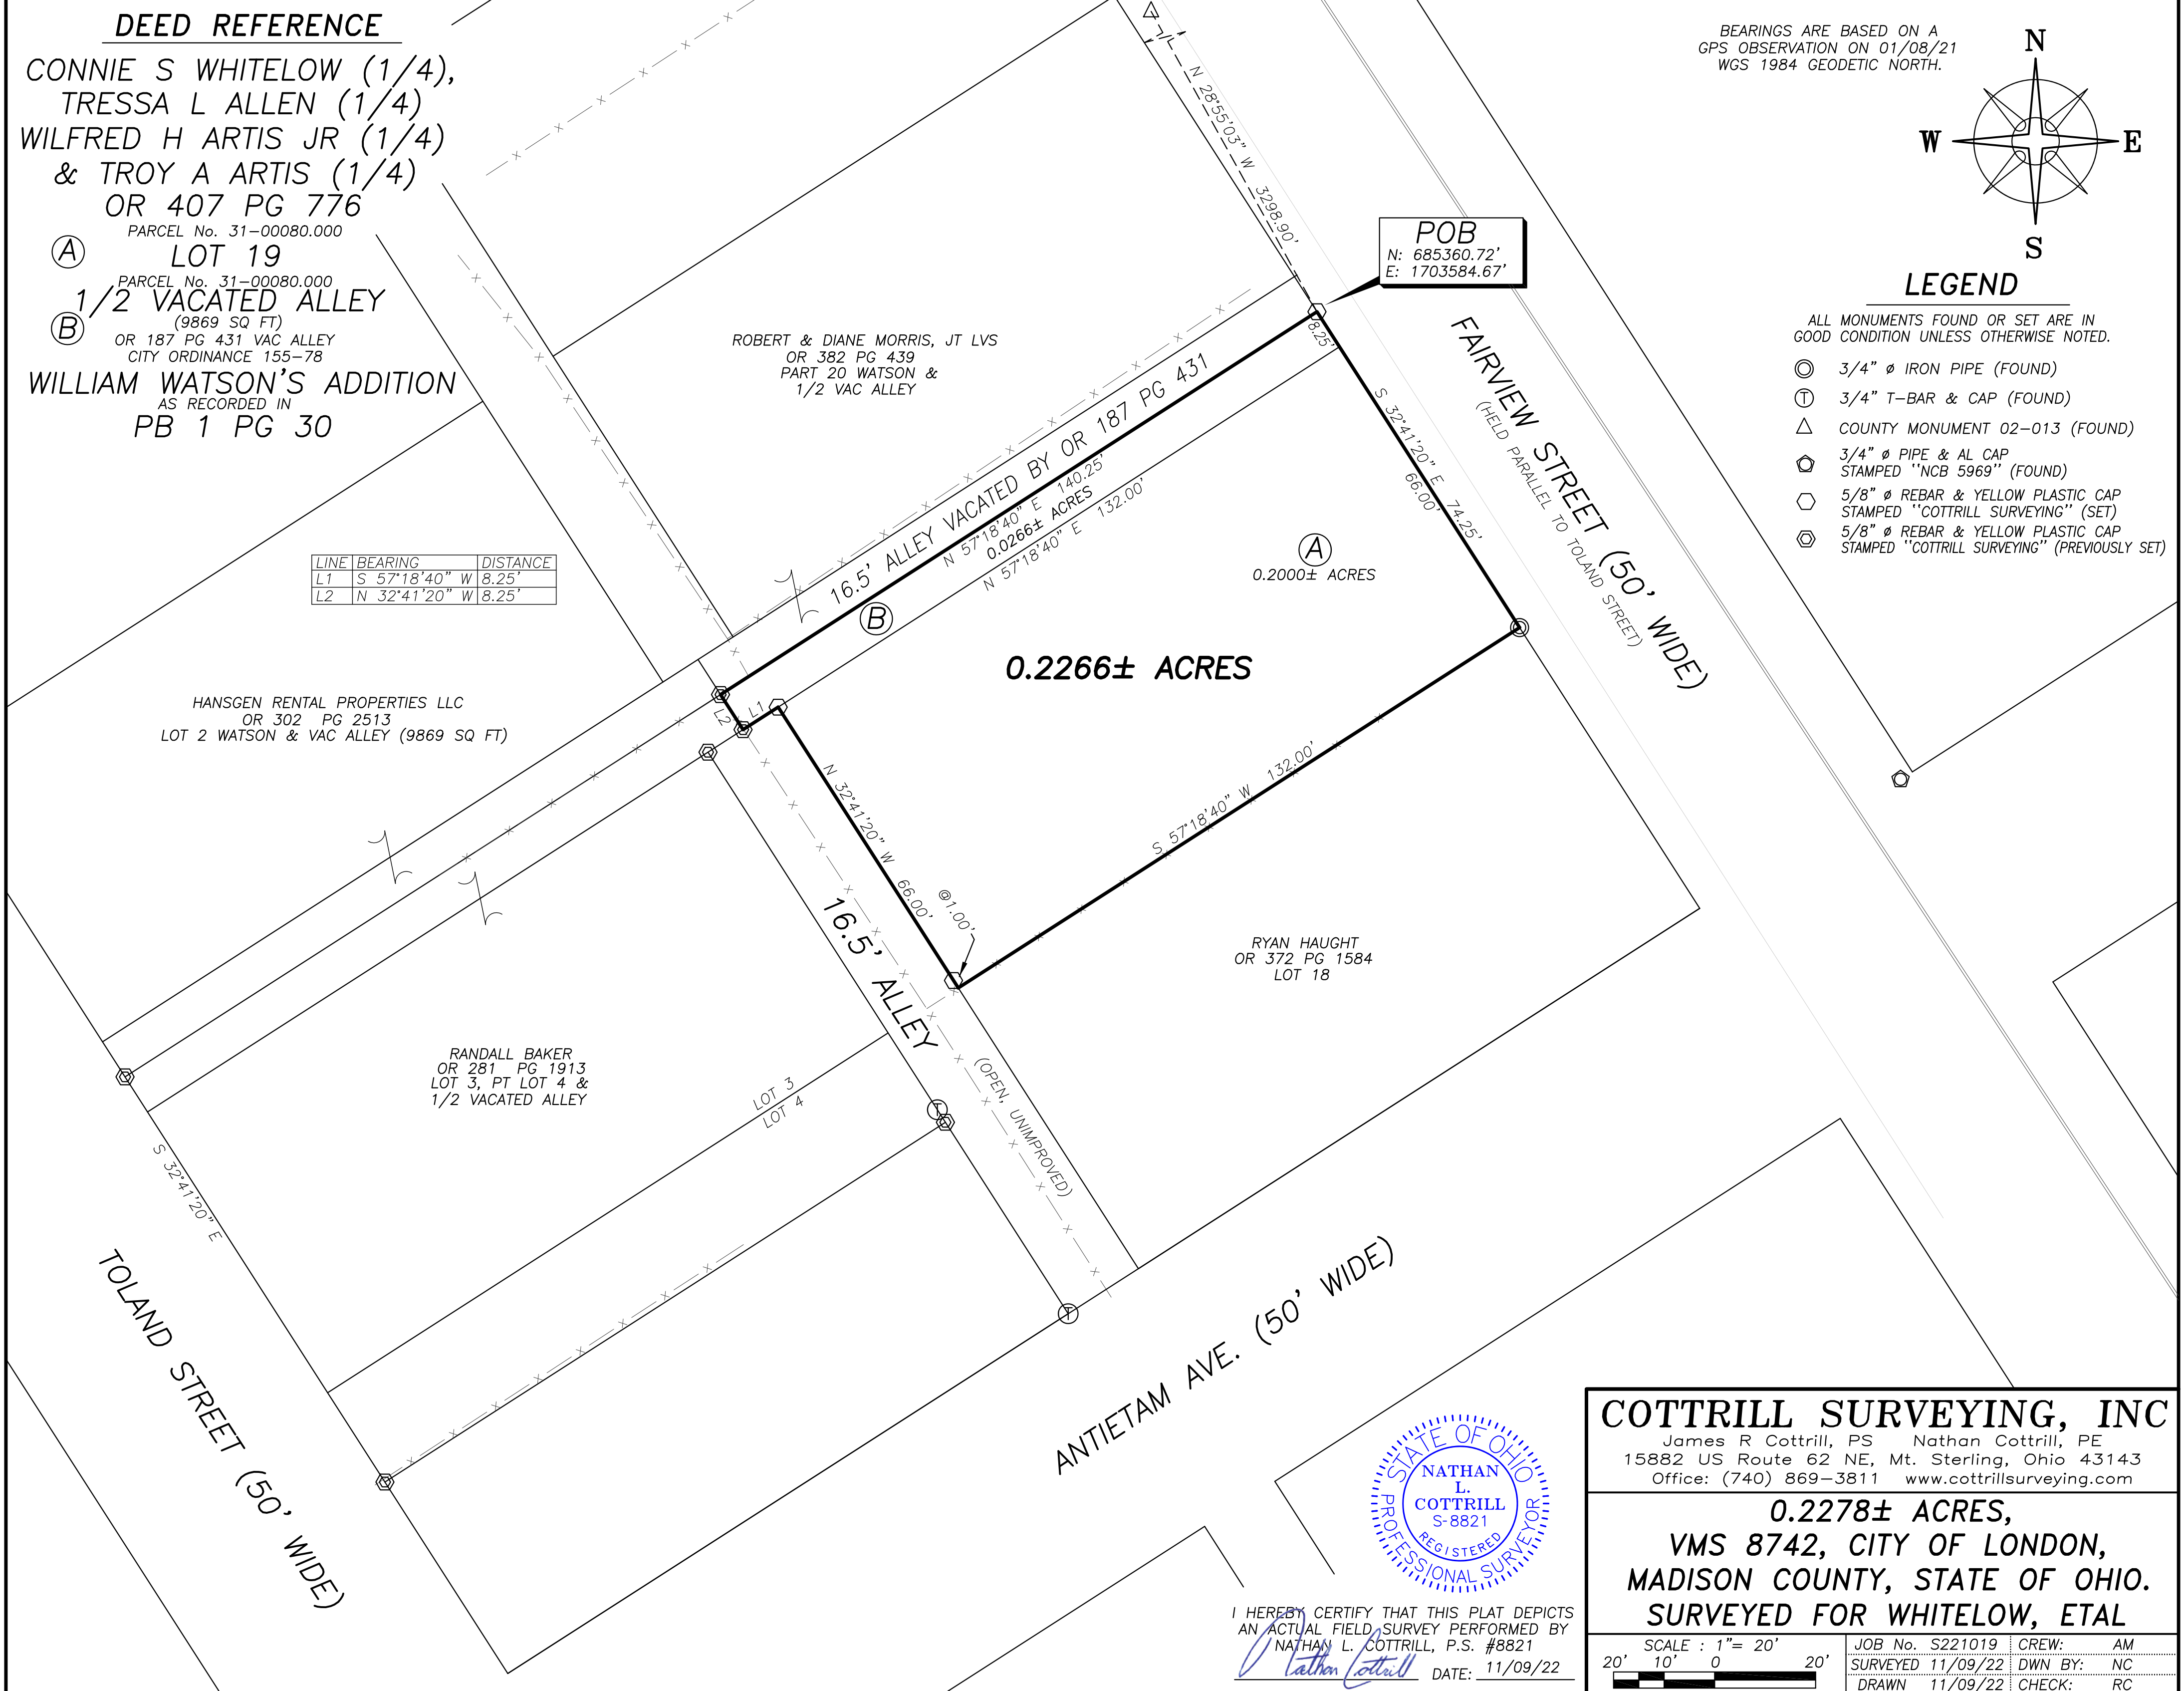 DEED REFERENCE
CONNIE S WHITELOW (1/4),
TRESSA L ALLEN (1/4)
WILFRED H ARTIS JR (1/4)
& TROY A ARTIS (1/4)
OR 407 PG 776
PARCEL No. 31-00080.000
A LOT 19
PARCEL No. 31-00080.000
1/2 VACATED ALLEY
B (9869 SQ FT)
OR 187 PG 431 VAC ALLEY
CITY ORDINANCE 155-78
WILLIAM WATSON'S ADDITION
AS RECORDED IN
PB 1 PG 30
BEARINGS ARE BASED ON A
GPS OBSERVATION ON 01/08/21
WGS 1984 GEODETIC NORTH.
N
W E
S
LEGEND
ALL MONUMENTS FOUND OR SET ARE IN
GOOD CONDITION UNLESS OTHERWISE NOTED.
3/4" ø IRON PIPE (FOUND)
T 3/4" T-BAR & CAP (FOUND)
COUNTY MONUMENT 02-013 (FOUND)
3/4" ø PIPE & AL CAP
STAMPED "NCB 5969" (FOUND)
5/8" ø REBAR & YELLOW PLASTIC CAP
STAMPED "COTTRILL SURVEYING" (SET)
5/8" ø REBAR & YELLOW PLASTIC CAP
STAMPED "COTTRILL SURVEYING" (PREVIOUSLY SET)
N 28°55'03" W 3298.90'
POB
N: 685360.72'
E: 1703584.67'
8.25'
ROBERT & DIANE MORRIS, JT LVS
OR 382 PG 439
PART 20 WATSON &
1/2 VAC ALLEY
FAIRVIEW STREET (50' WIDE)
(HELD PARALLEL TO TOLAND STREET)
S 32°41'20" E 74.25'
66.00'
16.5' ALLEY VACATED BY OR 187 PG 431
N 57°18'40" E 140.25'
0.0266± ACRES
N 57°18'40" E 132.00'
A
0.2000± ACRES
B
0.2266± ACRES
LINE BEARING DISTANCE
L1 S 57°18'40" W 8.25'
L2 N 32°41'20" W 8.25'
HANSGEN RENTAL PROPERTIES LLC
OR 302 PG 2513
LOT 2 WATSON & VAC ALLEY (9869 SQ FT)
L2
L1
N 32°41'20" W 66.00'
S 57°18'40" W 132.00'
@1.00'
16.5' ALLEY
(OPEN, UNIMPROVED)
RYAN HAUGHT
OR 372 PG 1584
LOT 18
RANDALL BAKER
OR 281 PG 1913
LOT 3, PT LOT 4 &
1/2 VACATED ALLEY
LOT 3
LOT 4
T
T
S 32°41'20" E
TOLAND STREET (50' WIDE)
ANTIETAM AVE. (50' WIDE)
STATE OF OHIO
NATHAN
L.
COTTRILL
S-8821
REGISTERED
PROFESSIONAL SURVEYOR
I HEREBY CERTIFY THAT THIS PLAT DEPICTS
AN ACTUAL FIELD SURVEY PERFORMED BY
NATHAN L. COTTRILL, P.S. #8821
Nathan Cottrill DATE: 11/09/22
COTTRILL SURVEYING, INC
James R Cottrill, PS Nathan Cottrill, PE
15882 US Route 62 NE, Mt. Sterling, Ohio 43143
Office: (740) 869-3811 www.cottrillsurveying.com
0.2278± ACRES,
VMS 8742, CITY OF LONDON,
MADISON COUNTY, STATE OF OHIO.
SURVEYED FOR WHITELOW, ETAL
SCALE : 1"= 20'
20' 10' 0 20'
JOB No. S221019 CREW: AM
SURVEYED 11/09/22 DWN BY: NC
DRAWN 11/09/22 CHECK: RC